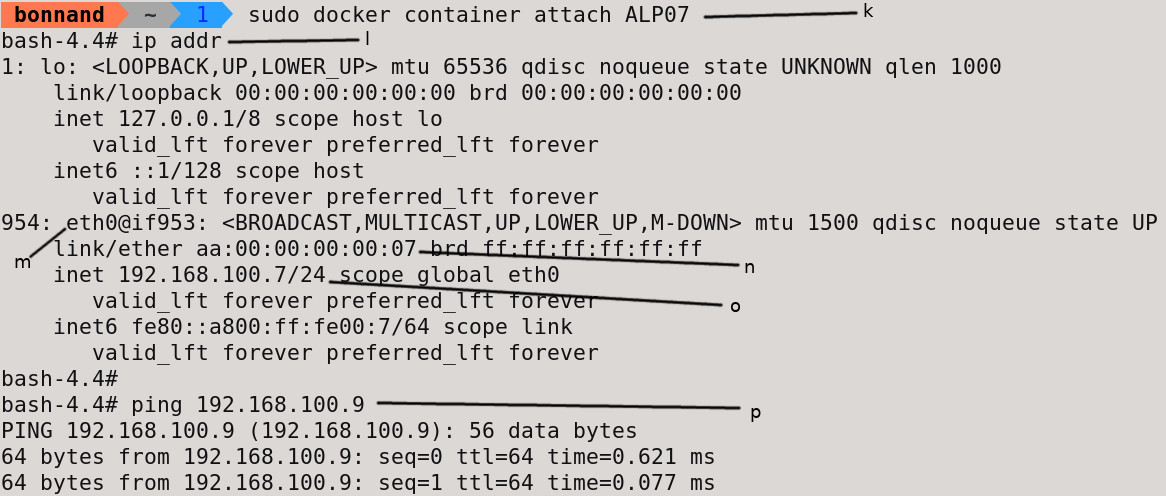 bonnand ~ 1 sudo docker container attach ALP07 k
bash-4.4# ip addr l
1: lo: <LOOPBACK,UP,LOWER_UP> mtu 65536 qdisc noqueue state UNKNOWN qlen 1000
link/loopback 00:00:00:00:00:00 brd 00:00:00:00:00:00
inet 127.0.0.1/8 scope host lo
valid_lft forever preferred_lft forever
inet6 ::1/128 scope host
valid_lft forever preferred_lft forever
954: eth0@if953: <BROADCAST,MULTICAST,UP,LOWER_UP,M-DOWN> mtu 1500 qdisc noqueue state UP
link/ether aa:00:00:00:00:07 brd ff:ff:ff:ff:ff:ff
m n
inet 192.168.100.7/24 scope global eth0
valid_lft forever preferred_lft forever o
inet6 fe80::a800:ff:fe00:7/64 scope link
valid_lft forever preferred_lft forever
bash-4.4#
bash-4.4# ping 192.168.100.9 p
PING 192.168.100.9 (192.168.100.9): 56 data bytes
64 bytes from 192.168.100.9: seq=0 ttl=64 time=0.621 ms
64 bytes from 192.168.100.9: seq=1 ttl=64 time=0.077 ms